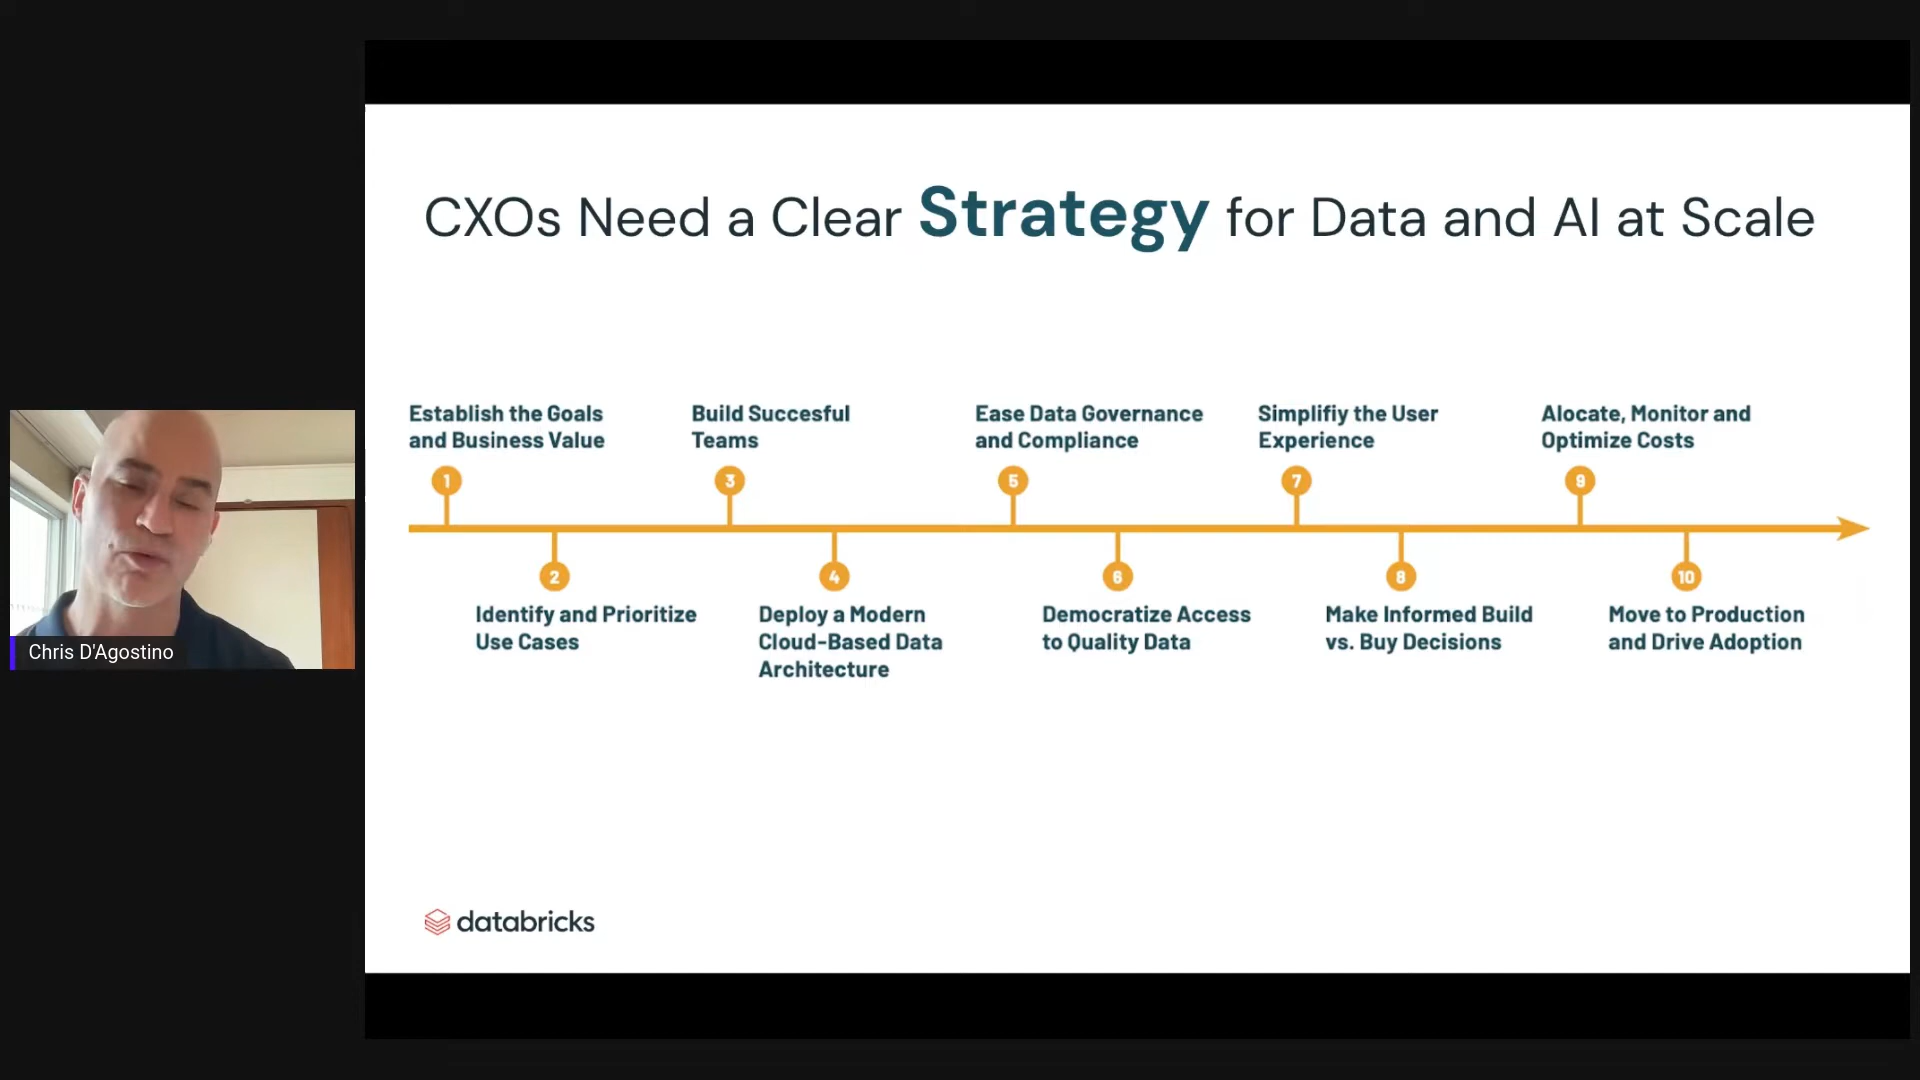 CXOs Need a Clear Strategy for Data and AI at Scale
Establish the Goals
and Business Value
1
Identify and Prioritize
Use Cases
2
Build Succesful
Teams
3
Deploy a Modern
Cloud-Based Data
Architecture
4
Ease Data Governance
and Compliance
5
Democratize Access
to Quality Data
6
Simplifiy the User
Experience
7
Make Informed Build
vs. Buy Decisions
8
Alocate, Monitor and
Optimize Costs
9
Move to Production
and Drive Adoption
10
Chris D'Agostino
databricks